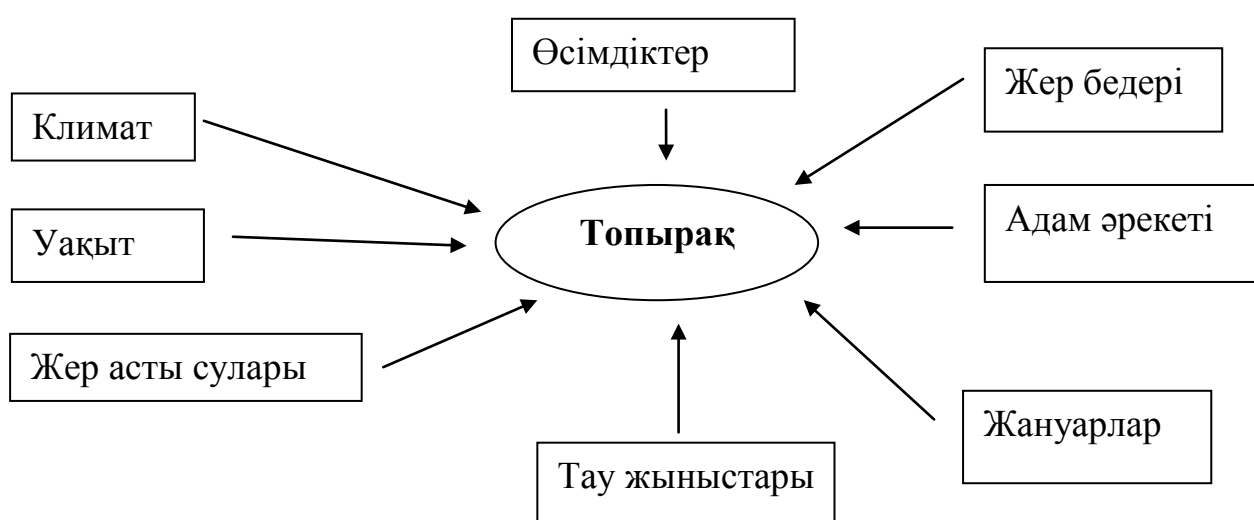 Өсімдіктер
Жер бедері
Климат
Уақыт
Топырақ
Адам әрекеті
Жер асты сулары
Жануарлар
Тау жыныстары